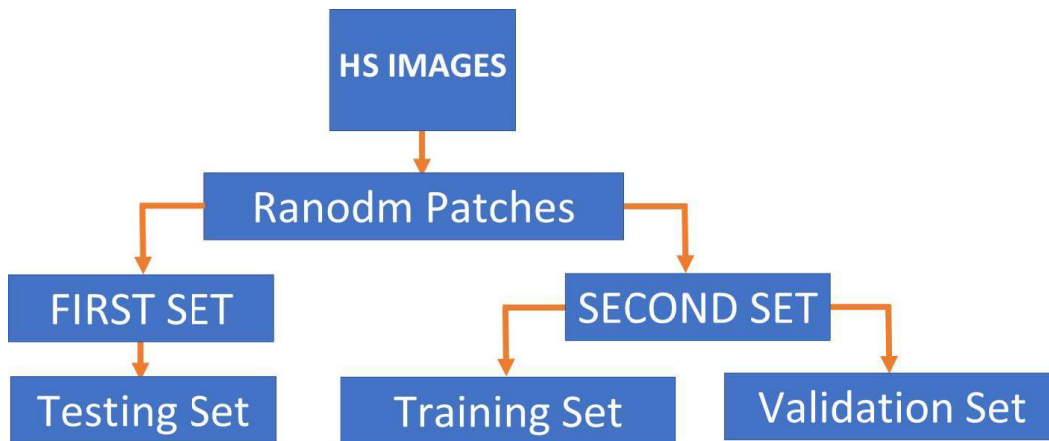 HS IMAGES
Ranodm Patches
FIRST SET
SECOND SET
Testing Set
Training Set
Validation Set